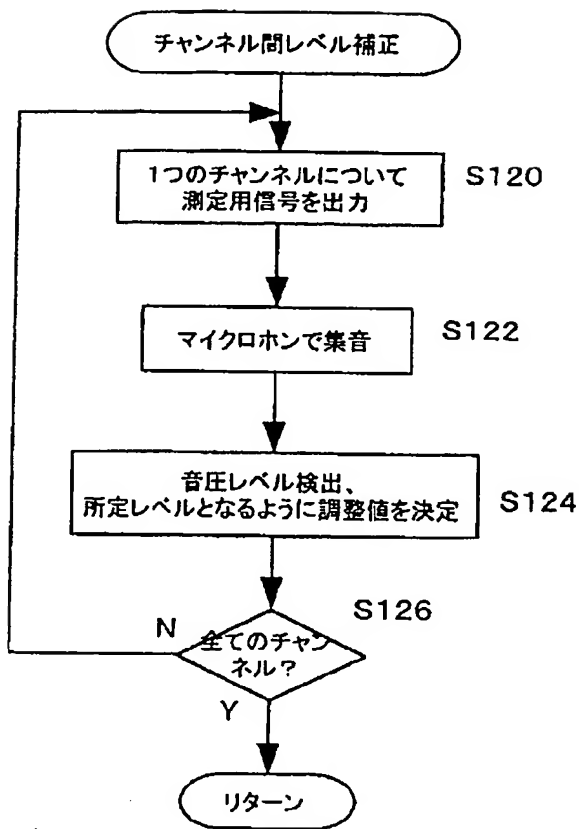 チャンネル間レベル補正
1つのチャンネルについて
測定用信号を出力
S120
マイクロホンで集音
S122
音圧レベル検出、
所定レベルとなるように調整値を決定
S124
S126
N
全てのチャン
ネル?
Y
リターン